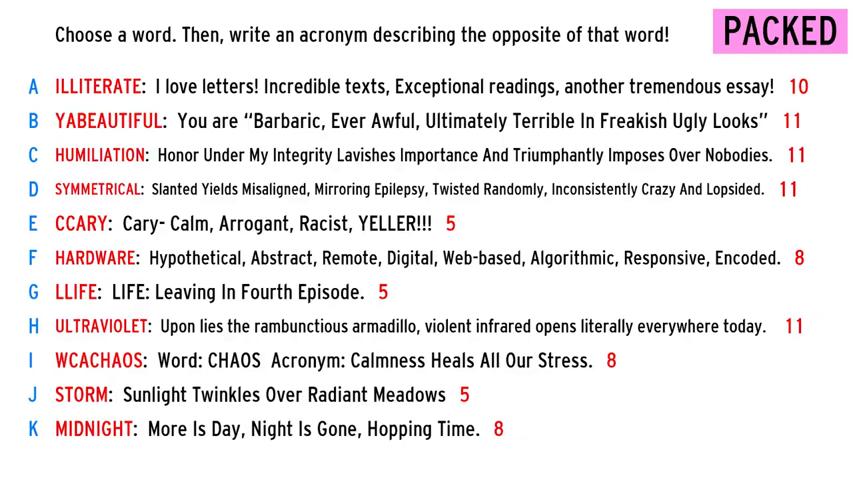 Choose a word. Then, write an acronym describing the opposite of that word!
PACKED
A ILLITERATE: I love letters! Incredible texts, Exceptional readings, another tremendous essay! 10
B YABEAUTIFUL: You are “Barbaric, Ever Awful, Ultimately Terrible In Freakish Ugly Looks” 11
C HUMILIATION: Honor Under My Integrity Lavishes Importance And Triumphantly Imposes Over Nobodies. 11
D SYMMETRICAL: Slanted Yields Misaligned, Mirroring Epilepsy, Twisted Randomly, Inconsistently Crazy And Lopsided. 11
E CCARY: Cary- Calm, Arrogant, Racist, YELLER!!! 5
F HARDWARE: Hypothetical, Abstract, Remote, Digital, Web-based, Algorithmic, Responsive, Encoded. 8
G LLIFE: LIFE: Leaving In Fourth Episode. 5
H ULTRAVIOLET: Upon lies the rambunctious armadillo, violent infrared opens literally everywhere today. 11
I WCACHAOS: Word: CHAOS Acronym: Calmness Heals All Our Stress. 8
J STORM: Sunlight Twinkles Over Radiant Meadows 5
K MIDNIGHT: More Is Day, Night Is Gone, Hopping Time. 8